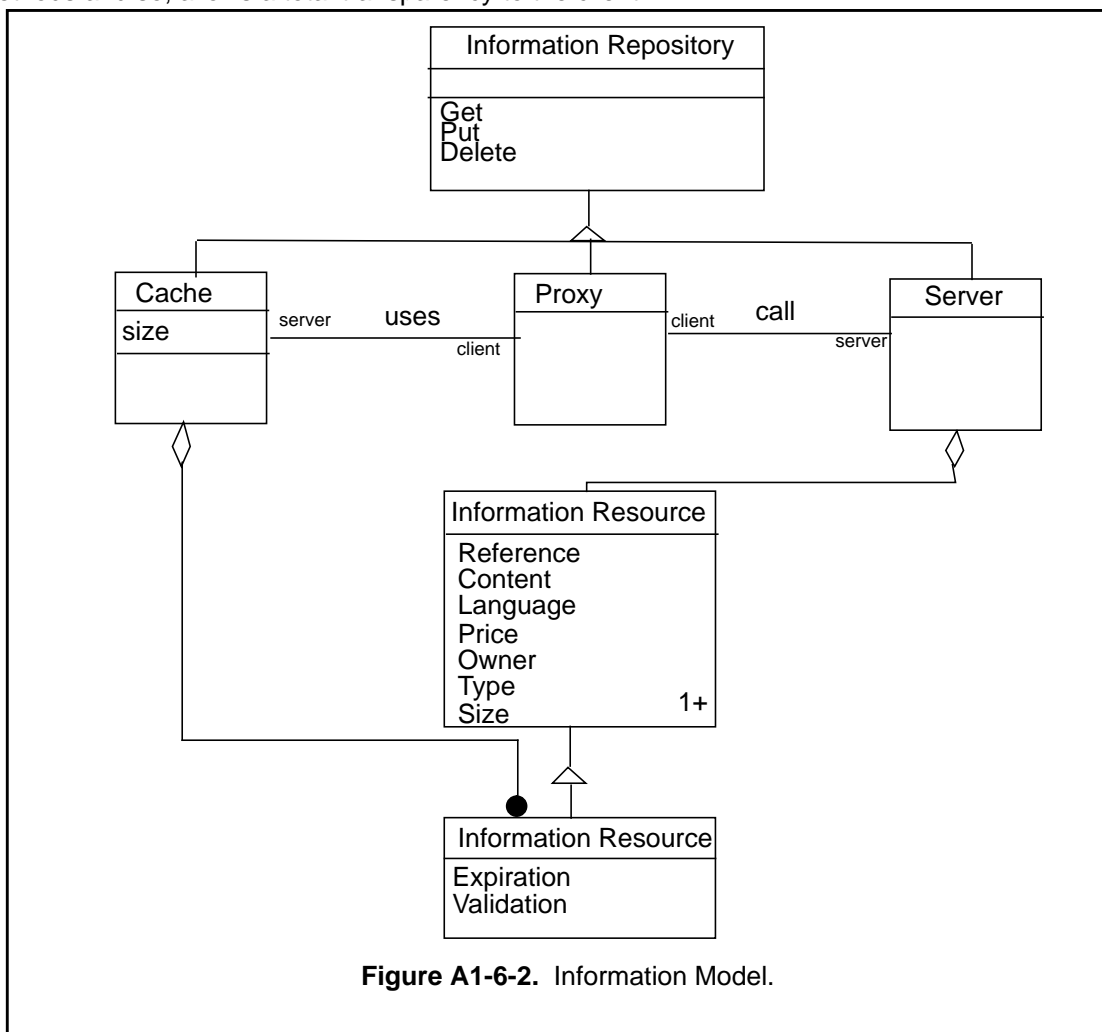 Information Repository
Get
Put
Delete
Cache
size
server
uses
client
Proxy
client
call
server
Server
Information Resource
Reference
Content
Language
Price
Owner
Type
Size
1+
Information Resource
Expiration
Validation
Figure A1-6-2. Information Model.